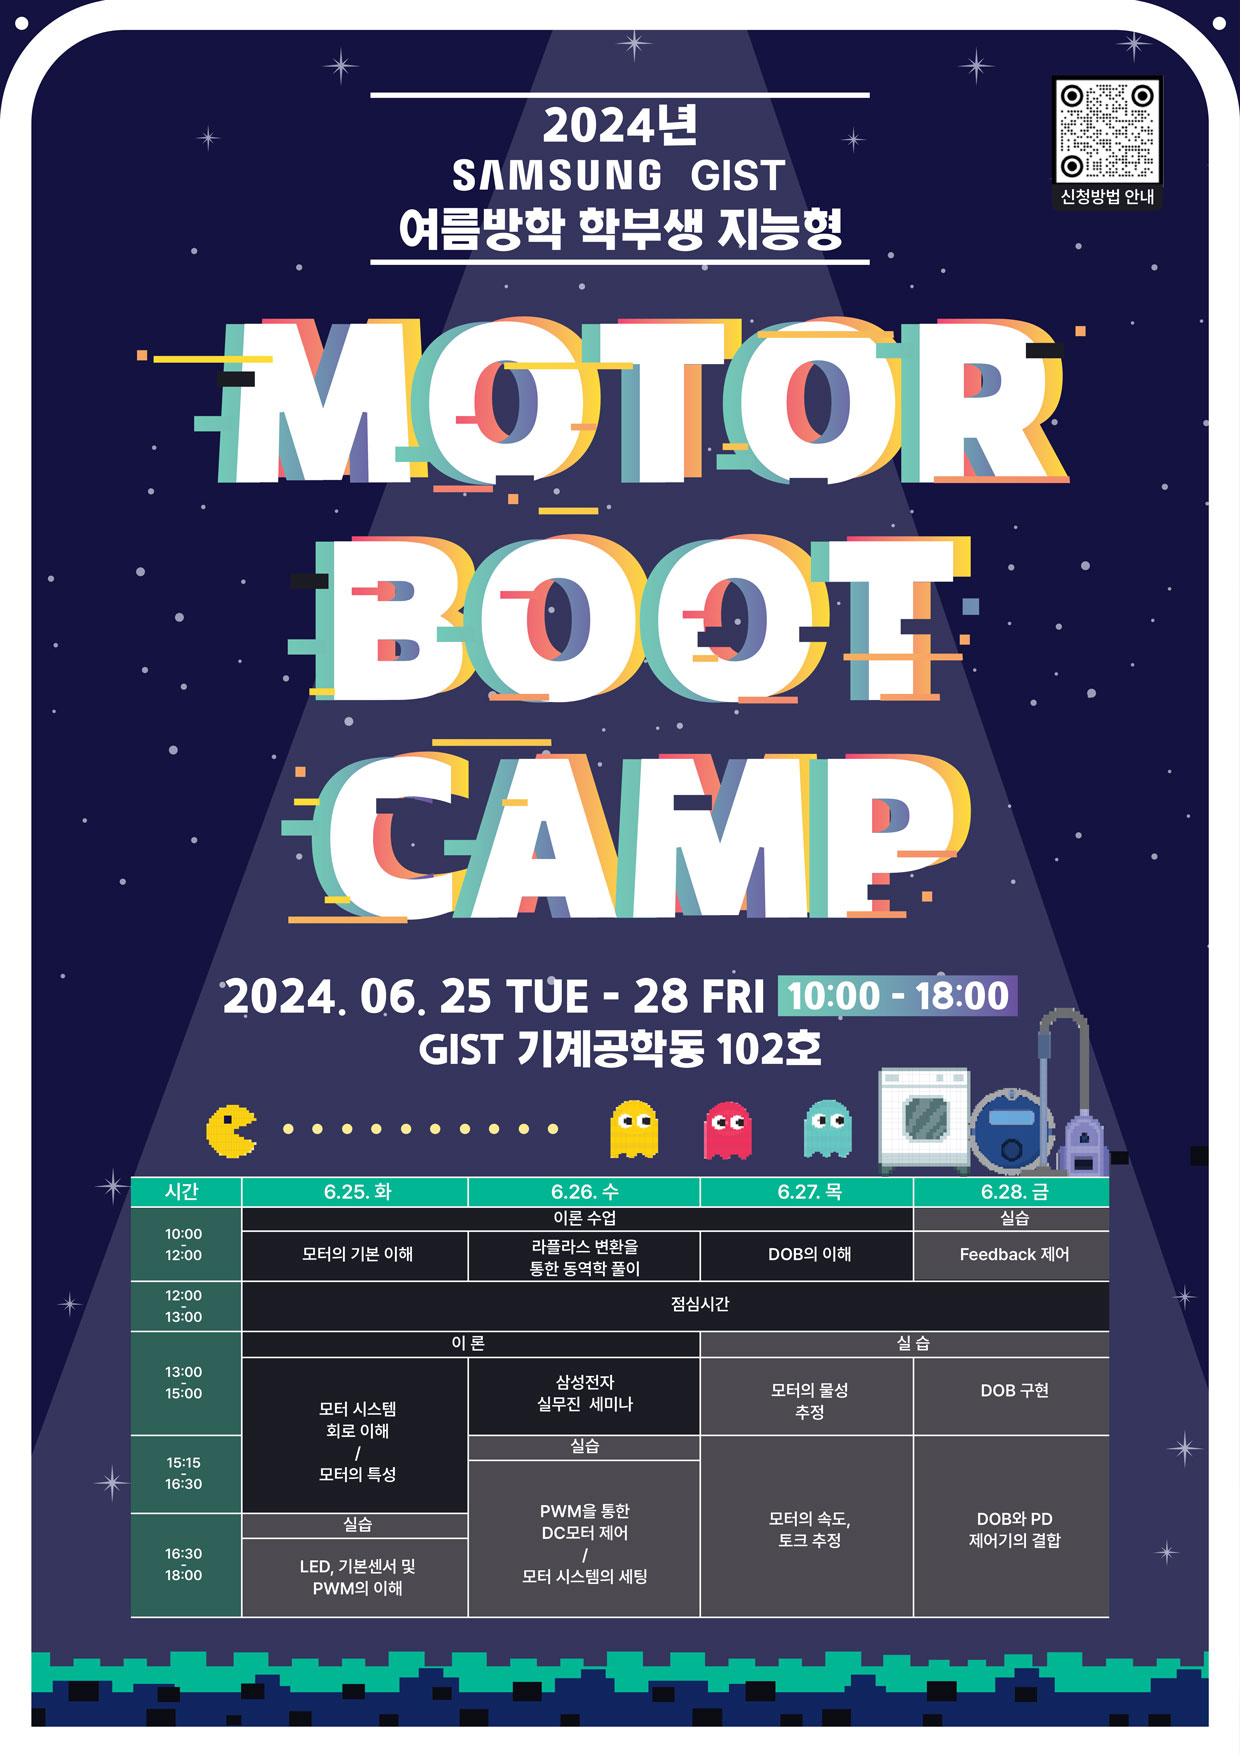 2024년
SAMSUNG GIST
여름방학 학부생 지능형
신청방법 안내
MOTOR
BOOT
CAMP
2024. 06. 25 TUE - 28 FRI 10:00 - 18:00
GIST 기계공학동 102호
시간 6.25. 화 6.26. 수 6.27. 목 6.28. 금
10:00
-
12:00
이론 수업
실습
모터의 기본 이해
라플라스 변환을
통한 동역학 풀이
DOB의 이해
Feedback 제어
12:00
-
13:00
점심시간
13:00
-
15:00
이 론
실 습
모터 시스템
회로 이해
/
모터의 특성
삼성전자
실무진 세미나
모터의 물성
추정
DOB 구현
15:15
-
16:30
실습
PWM을 통한
DC모터 제어
/
모터 시스템의 세팅
모터의 속도,
토크 추정
DOB와 PD
제어기의 결합
16:30
-
18:00
실습
LED, 기본센서 및
PWM의 이해